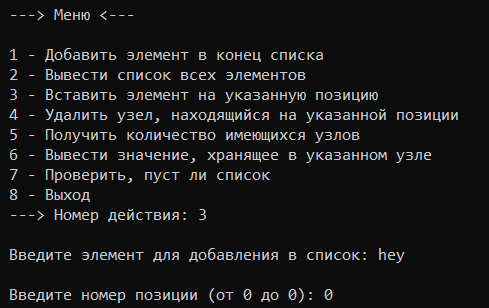 ---> Меню <---
1 - Добавить элемент в конец списка
2 - Вывести список всех элементов
3 - Вставить элемент на указанную позицию
4 - Удалить узел, находящийся на указанной позиции
5 - Получить количество имеющихся узлов
6 - Вывести значение, хранящее в указанном узле
7 - Проверить, пуст ли список
8 - Выход
---> Номер действия: 3
Введите элемент для добавления в список: hey
Введите номер позиции (от 0 до 0): 0